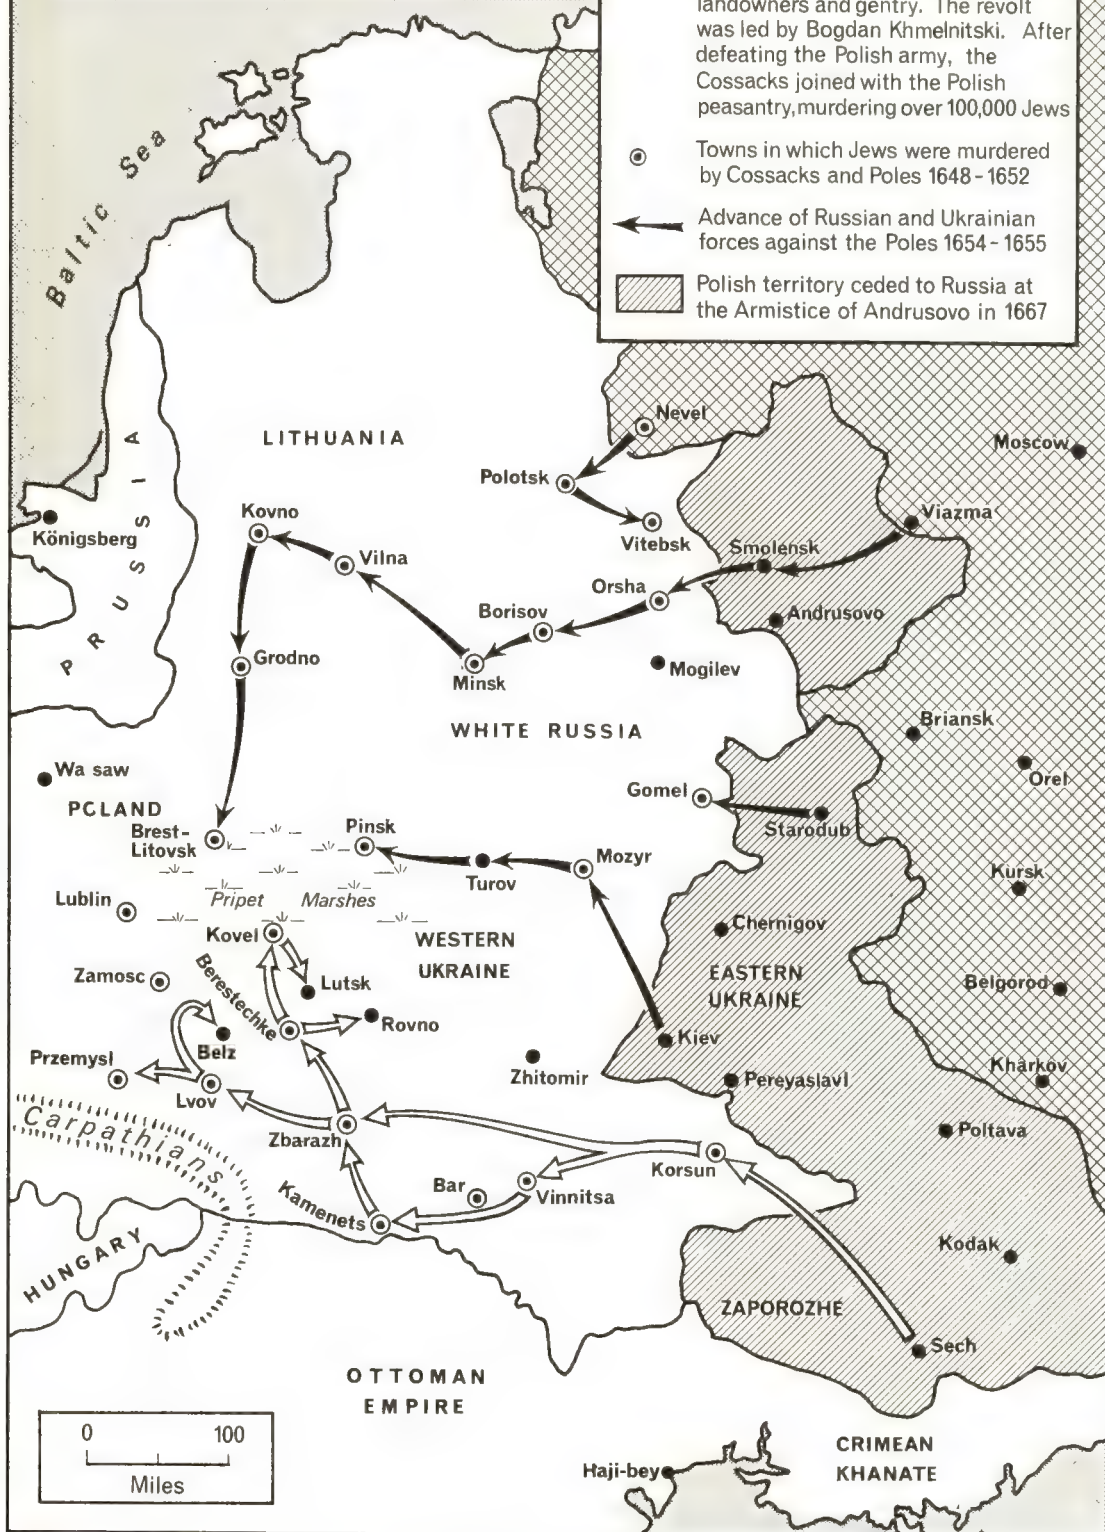 landowners and gentry. The revolt
was led by Bogdan Khmelnitski. After
defeating the Polish army, the
Cossacks joined with the Polish
peasantry, murdering over 100,000 Jews
Towns in which Jews were murdered
by Cossacks and Poles 1648-1652
Advance of Russian and Ukrainian
forces against the Poles 1654-1655
Polish territory ceded to Russia at
the Armistice of Andrusovo in 1667
Baltic Sea
Nevel
LITHUANIA
Moscow
Polotsk
Kovno
Viazma
Königsberg
Vitebsk
Smolensk
Vilna
PRUSSIA
Orsha
Borisov
Andrusovo
Grodno
Mogilev
Minsk
Briansk
WHITE RUSSIA
Wa saw
Orel
Gomel
PCLAND
Brest-
Litovsk
Pinsk
Starodub
Mozyr
Turov
Kursk
Lublin
Pripet Marshes
Chernigov
Kovel
WESTERN
UKRAINE
EASTERN
UKRAINE
Zamosc
Lutsk
Belgorod
Berestechke
Rovno
Kiev
Belz
Przemysl
Zhitomir
Khârkov
Pereyaslavl
Lvov
Carpathians
Zbarazh
Poltava
Korsun
Bar
Vinnitsa
Kamenets
Kodak
HUNGARY
ZAPOROZHE
Sech
OTTOMAN
EMPIRE
0 100
Miles
CRIMEAN
KHANATE
Haji-bey